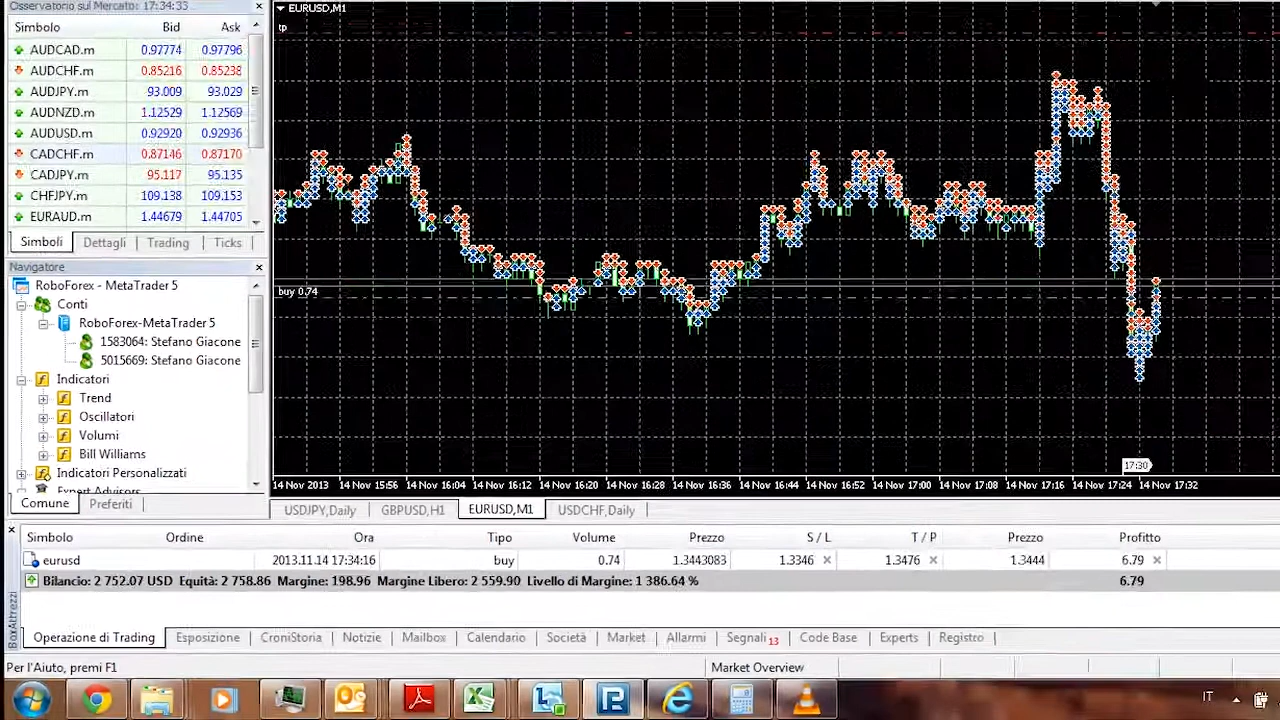 Osservatorio sul Mercato: 17:34:33
Simbolo Bid Ask
AUDCAD.m 0.97774 0.97796
AUDCHF.m 0.85216 0.85238
AUDJPY.m 93.009 93.029
AUDNZD.m 1.12529 1.12569
AUDUSD.m 0.92920 0.92936
CADCHF.m 0.87146 0.87170
CADJPY.m 95.117 95.135
CHFJPY.m 109.138 109.153
EURAUD.m 1.44679 1.44705
Simboli Dettagli Trading Ticks
Navigatore
RoboForex - MetaTrader 5
Conti
RoboForex-MetaTrader 5
1583064: Stefano Giacone
5015669: Stefano Giacone
Indicatori
Trend
Oscillatori
Volumi
Bill Williams
Indicatori Personalizzati
Expert Advisors
Comune Preferiti
EURUSD,M1
tp
buy 0.74
17:30
14 Nov 2013 14 Nov 15:56 14 Nov 16:04 14 Nov 16:12 14 Nov 16:20 14 Nov 16:28 14 Nov 16:36 14 Nov 16:44 14 Nov 16:52 14 Nov 17:00 14 Nov 17:08 14 Nov 17:16 14 Nov 17:24 14 Nov 17:32
USDJPY,Daily GBPUSD,H1 EURUSD,M1 USDCHF,Daily
Simbolo Ordine Ora Tipo Volume Prezzo S / L T / P Prezzo Profitto
eurusd 2013.11.14 17:34:16 buy 0.74 1.3443083 1.3346 1.3476 1.3444 6.79
Bilancio: 2 752.07 USD Equità: 2 758.86 Margine: 198.96 Margine Libero: 2 559.90 Livello di Margine: 1 386.64 % 6.79
BoxAttrezzi
Operazione di Trading Esposizione CroniStoria Notizie Mailbox Calendario Società Market Allarmi Segnali 13 Code Base Experts Registro
Per l'Aiuto, premi F1 Market Overview
IT